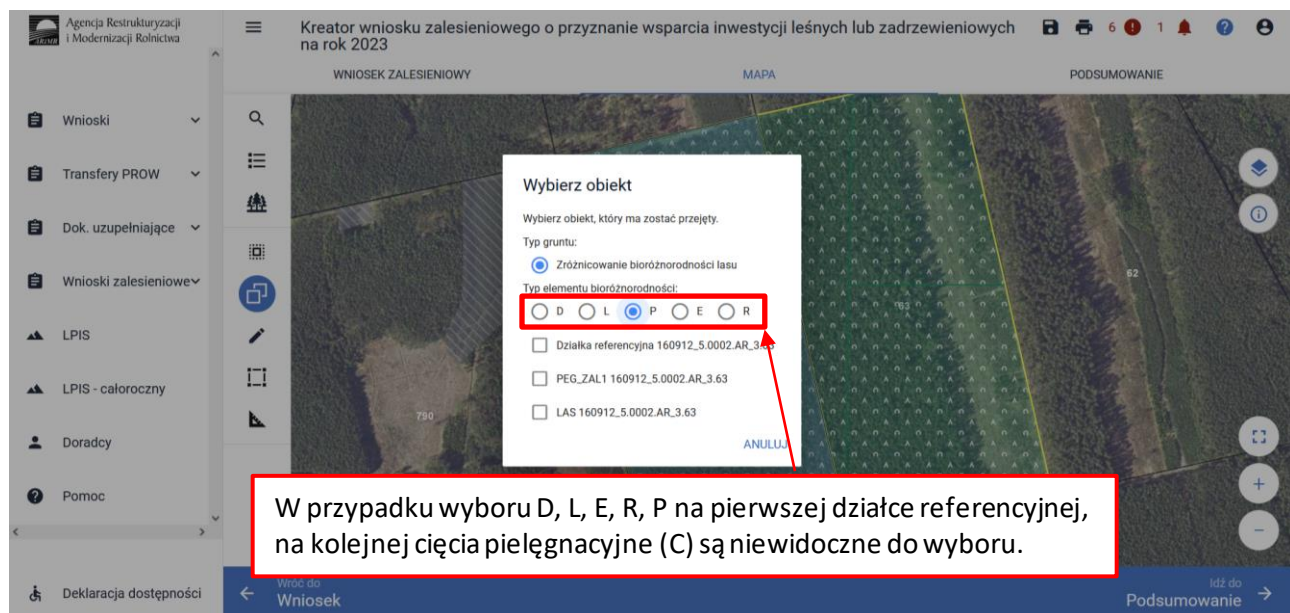 Agencja Restrukturyzacji
i Modernizacji Rolnictwa
ARiMR
Kreator wniosku zalesieniowego o przyznanie wsparcia inwestycji leśnych lub zadrzewieniowych
na rok 2023
6
1
WNIOSEK ZALESIENIOWY
MAPA
PODSUMOWANIE
Wnioski
Transfery PROW
Dok. uzupełniające
Wnioski zalesieniowe
LPIS
LPIS - całoroczny
Doradcy
Pomoc
Deklaracja dostępności
Wybierz obiekt
Wybierz obiekt, który ma zostać przejęty.
Typ gruntu:
Zróżnicowanie bioróżnorodności lasu
Typ elementu bioróżnorodności:
D L P E R
Działka referencyjna 160912_5.0002.AR_3.63
PEG_ZAL1 160912_5.0002.AR_3.63
LAS 160912_5.0002.AR_3.63
ANULUJ
62
63
790
W przypadku wyboru D, L, E, R, P na pierwszej działce referencyjnej,
na kolejnej cięcia pielęgnacyjne (C) są niewidoczne do wyboru.
Wróć do
Wniosek
Idź do
Podsumowanie